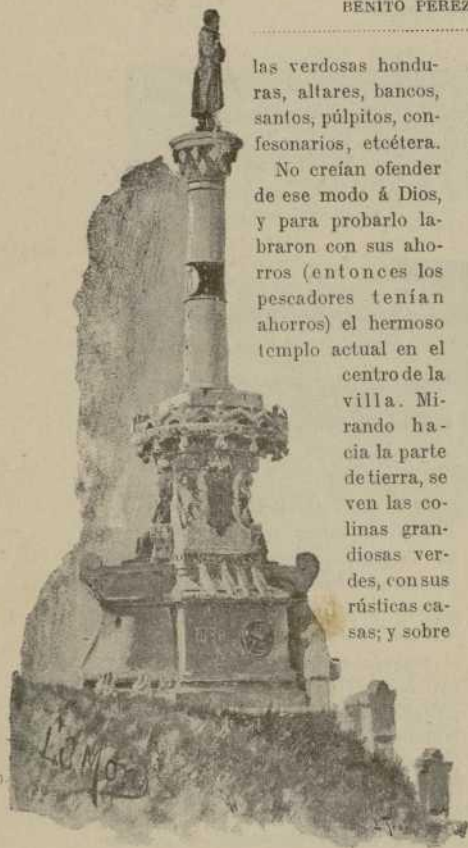 BENITO PÉREZ
las verdosas hondu-
ras, altares, bancos,
santos, púlpitos, con-
fesonarios, etcétera.
No creían ofender
de ese modo á Dios,
y para probarlo la-
braron con sus aho-
rros (entonces los
pescadores tenían
ahorros) el hermoso
templo actual en el
centro de la
villa. Mi-
rando ha-
cia la parte
de tierra, se
ven las co-
linas gran-
diosas ver-
des, con sus
rústicas ca-
sas; y sobre